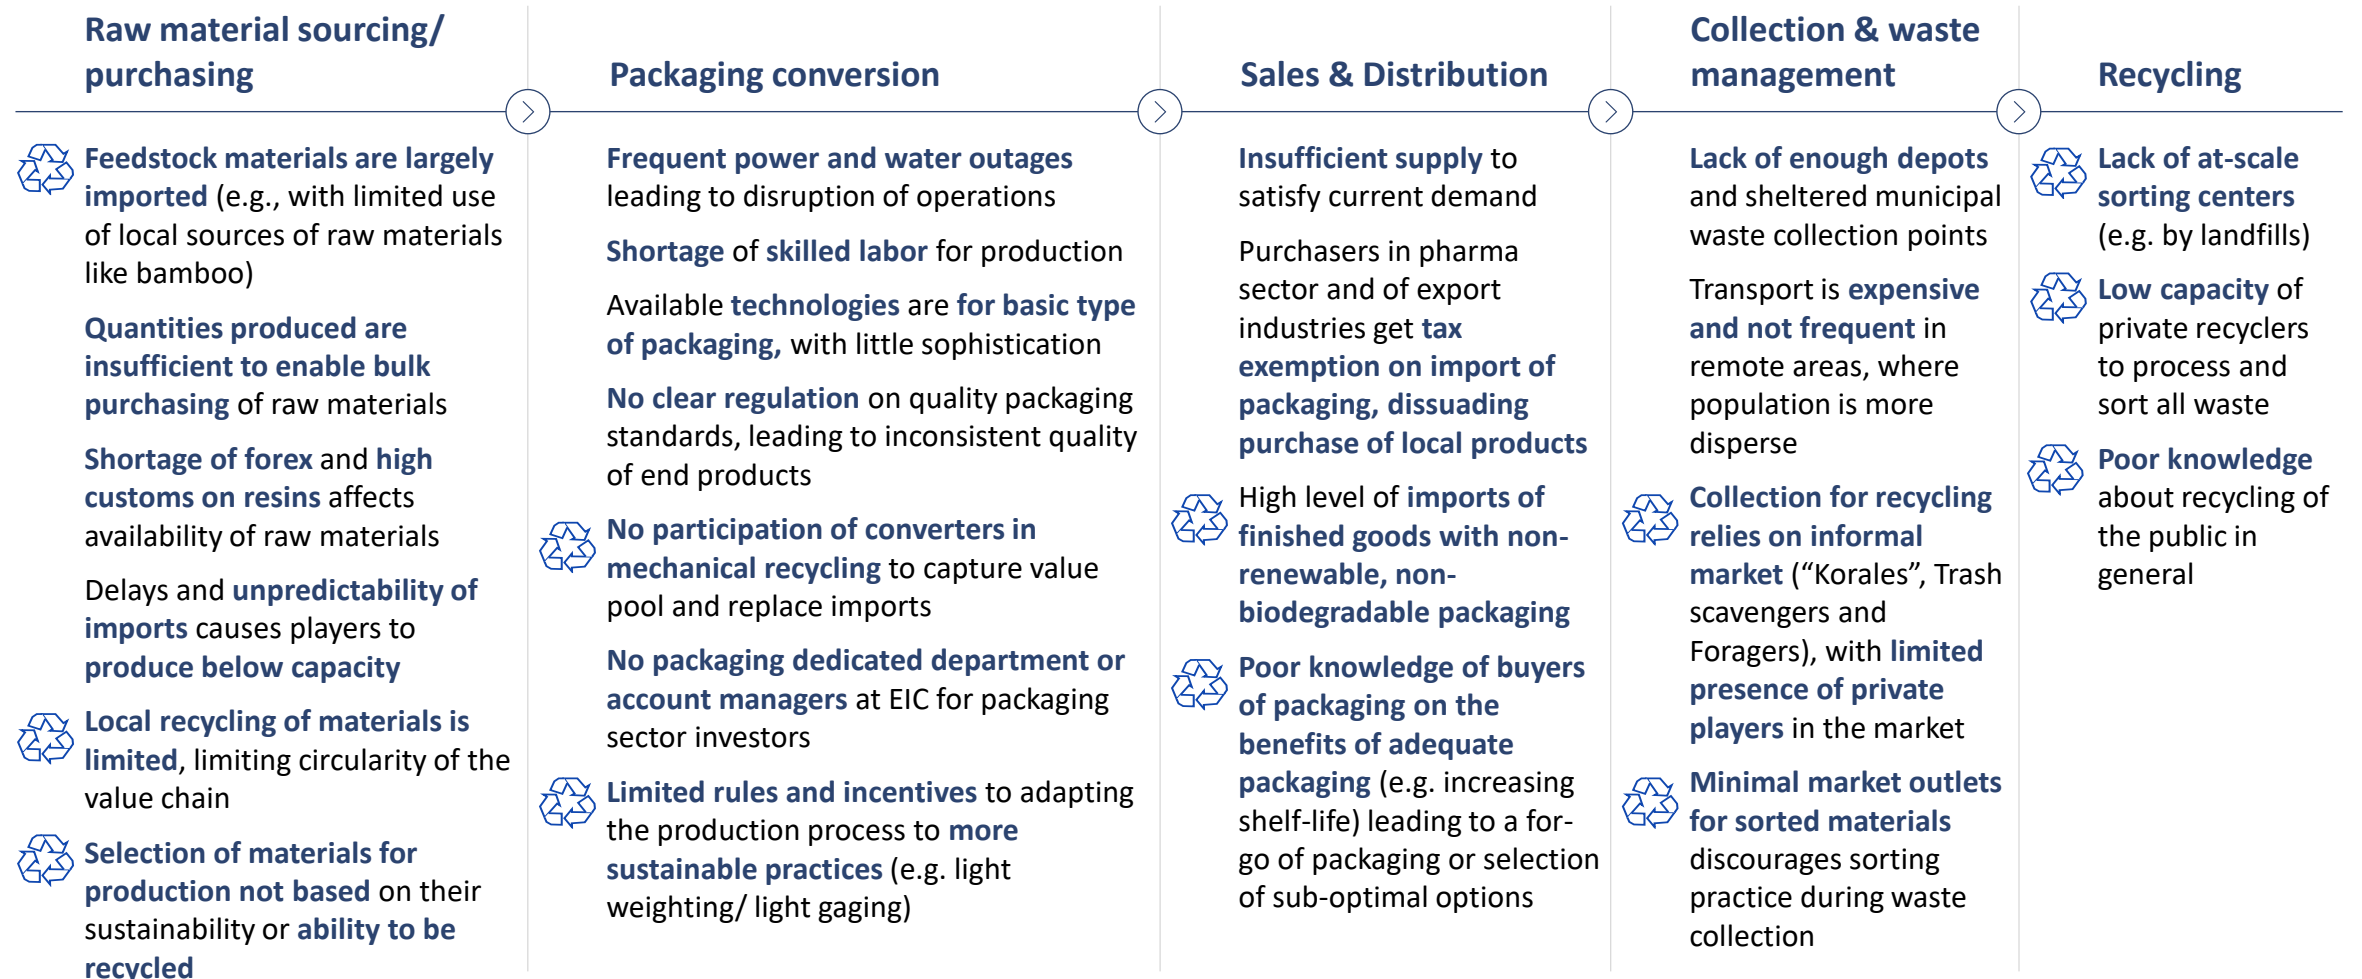 Raw material sourcing/
purchasing
Feedstock materials are largely
imported (e.g., with limited use
of local sources of raw materials
like bamboo)
Quantities produced are
insufficient to enable bulk
purchasing of raw materials
Shortage of forex and high
customs on resins affects
availability of raw materials
Delays and unpredictability of
imports causes players to
produce below capacity
Local recycling of materials is
limited, limiting circularity of the
value chain
Selection of materials for
production not based on their
sustainability or ability to be
recycled
Packaging conversion
Frequent power and water outages
leading to disruption of operations
Shortage of skilled labor for production
Available technologies are for basic type
of packaging, with little sophistication
No clear regulation on quality packaging
standards, leading to inconsistent quality
of end products
No participation of converters in
mechanical recycling to capture value
pool and replace imports
No packaging dedicated department or
account managers at EIC for packaging
sector investors
Limited rules and incentives to adapting
the production process to more
sustainable practices (e.g. light
weighting/ light gaging)
Sales & Distribution
Insufficient supply to
satisfy current demand
Purchasers in pharma
sector and of export
industries get tax
exemption on import of
packaging, dissuading
purchase of local products
High level of imports of
finished goods with non-
renewable, non-
biodegradable packaging
Poor knowledge of buyers
of packaging on the
benefits of adequate
packaging (e.g. increasing
shelf-life) leading to a for-
go of packaging or selection
of sub-optimal options
Collection & waste
management
Lack of enough depots
and sheltered municipal
waste collection points
Transport is expensive
and not frequent in
remote areas, where
population is more
disperse
Collection for recycling
relies on informal
market (“Korales”, Trash
scavengers and
Foragers), with limited
presence of private
players in the market
Minimal market outlets
for sorted materials
discourages sorting
practice during waste
collection
Recycling
Lack of at-scale
sorting centers
(e.g. by landfills)
Low capacity of
private recyclers
to process and
sort all waste
Poor knowledge
about recycling of
the public in
general